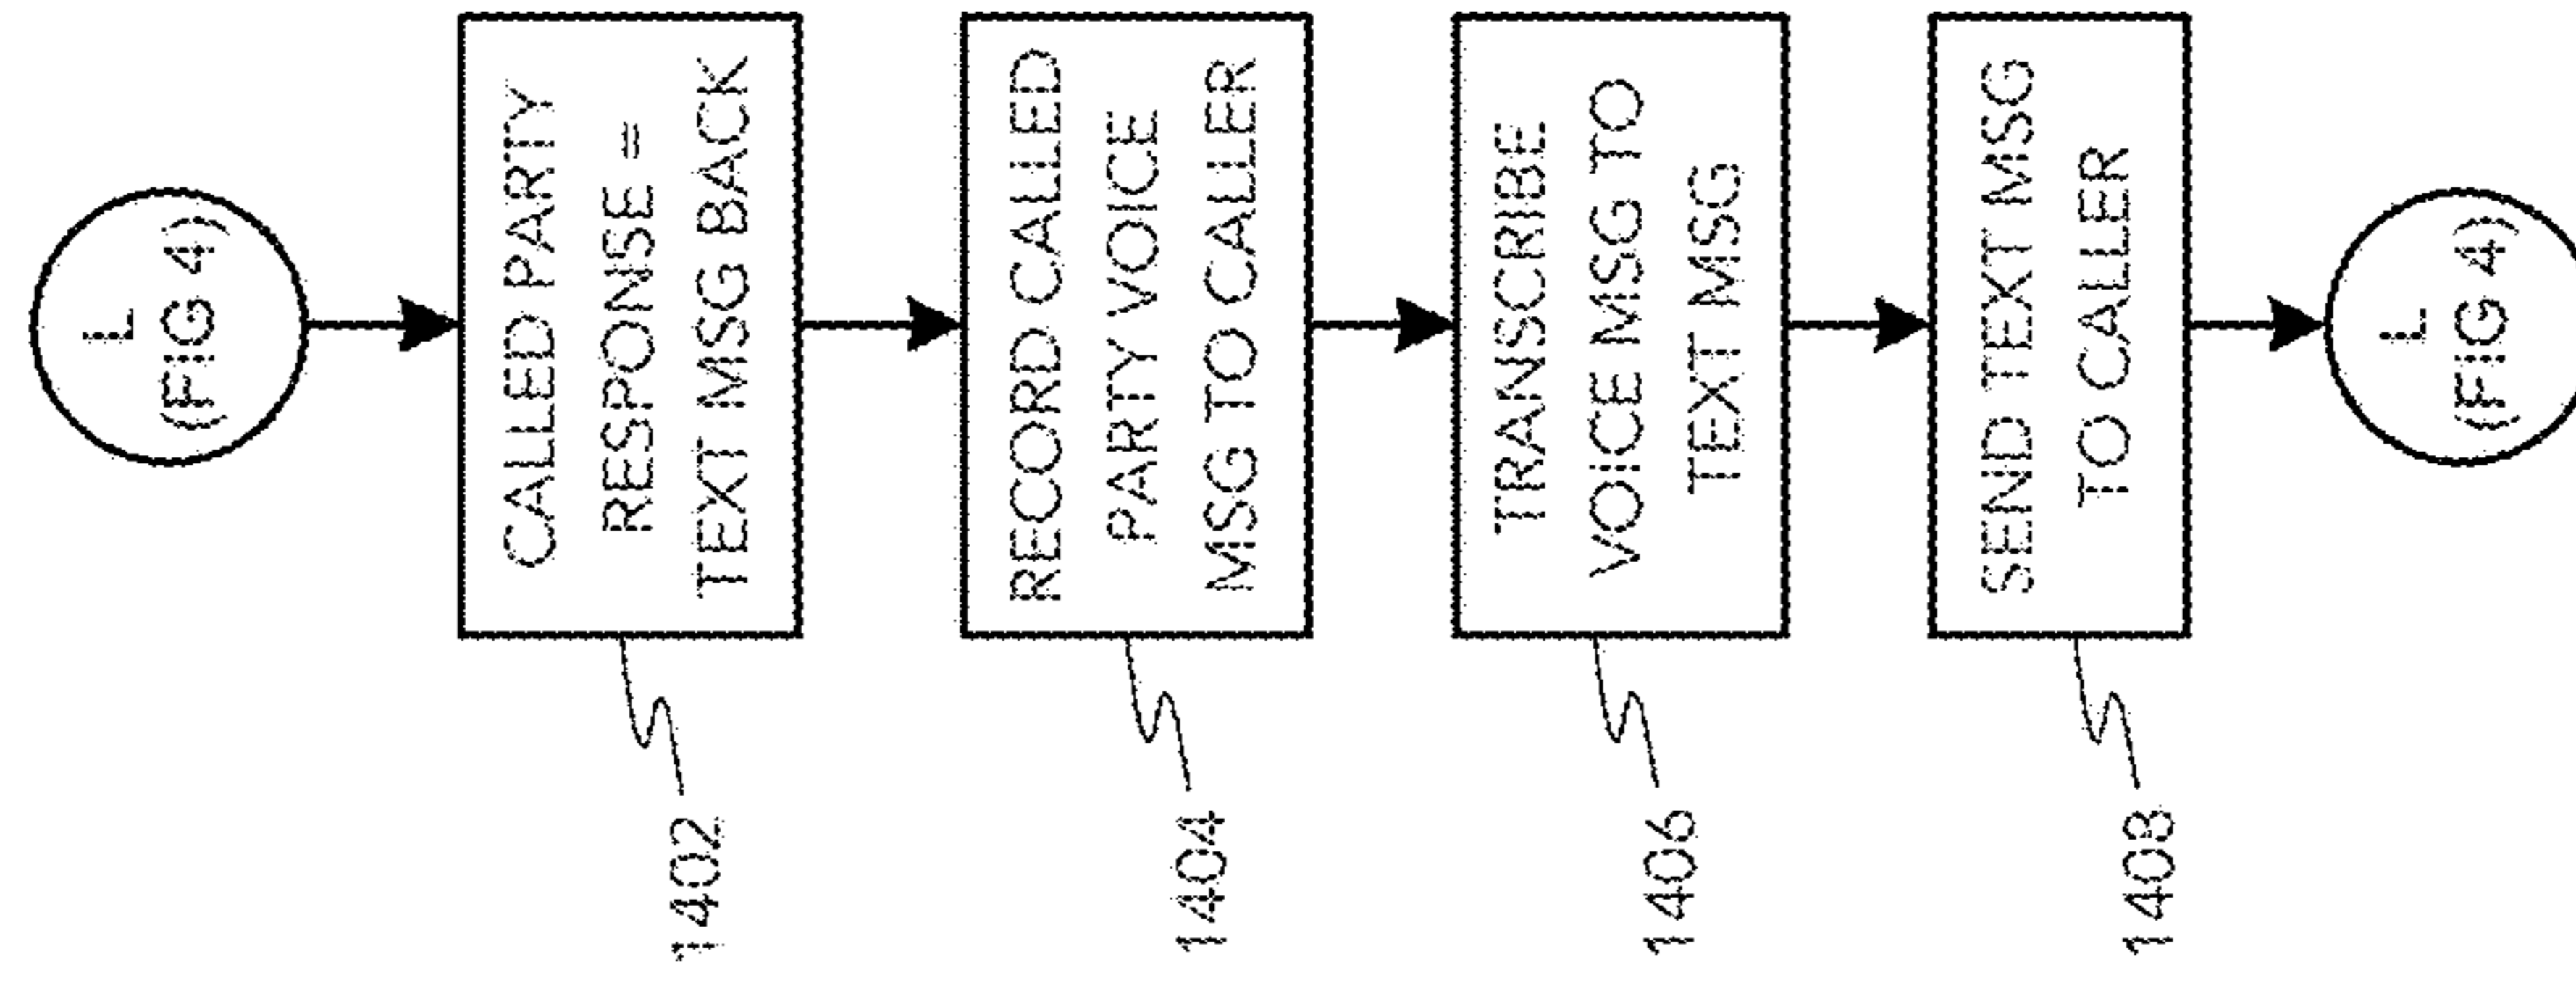 L
(FIG 4)
CALLED PARTY
RESPONSE =
TEXT MSG BACK
1402
RECORD CALLED
PARTY VOICE
MSG TO CALLER
1404
TRANSCRIBE
VOICE MSG TO
TEXT MSG
1406
SEND TEXT MSG
TO CALLER
1408
L
(FIG 4)